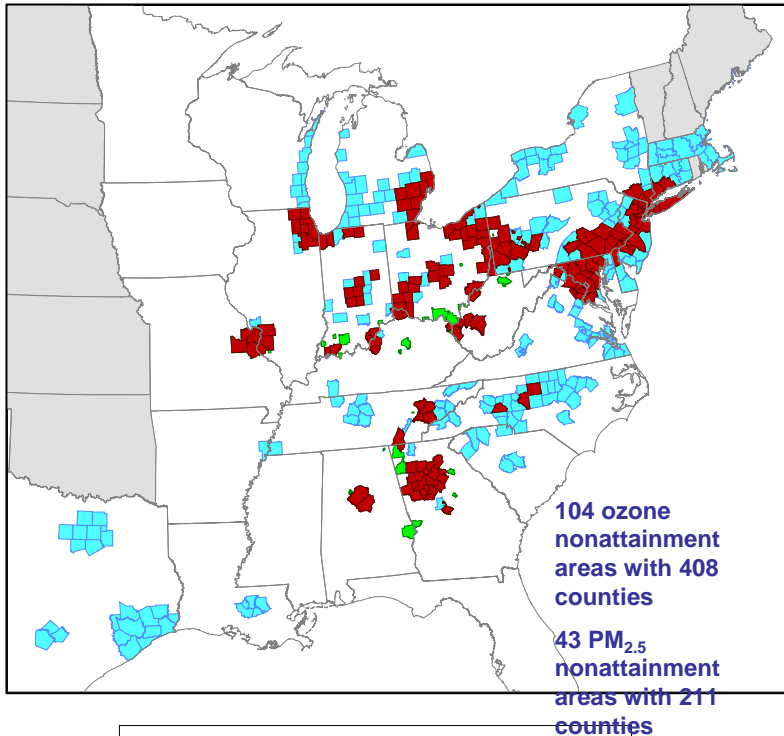 104 ozone
nonattainment
areas with 408
counties
43 PM2.5
nonattainment
areas with 211
counties